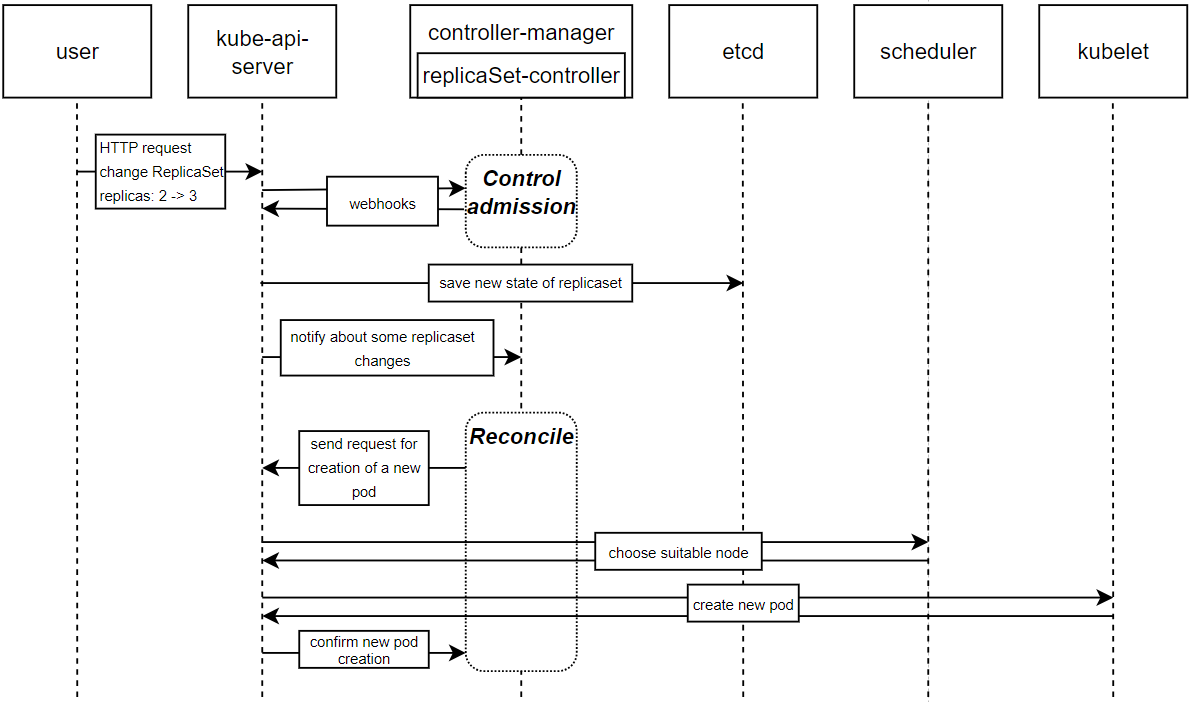 user
kube-api-
server
controller-manager
replicaSet-controller
etcd
scheduler
kubelet
HTTP request
change ReplicaSet
replicas: 2 -> 3
Control
admission
webhooks
save new state of replicaset
notify about some replicaset
changes
Reconcile
send request for
creation of a new
pod
choose suitable node
create new pod
confirm new pod
creation